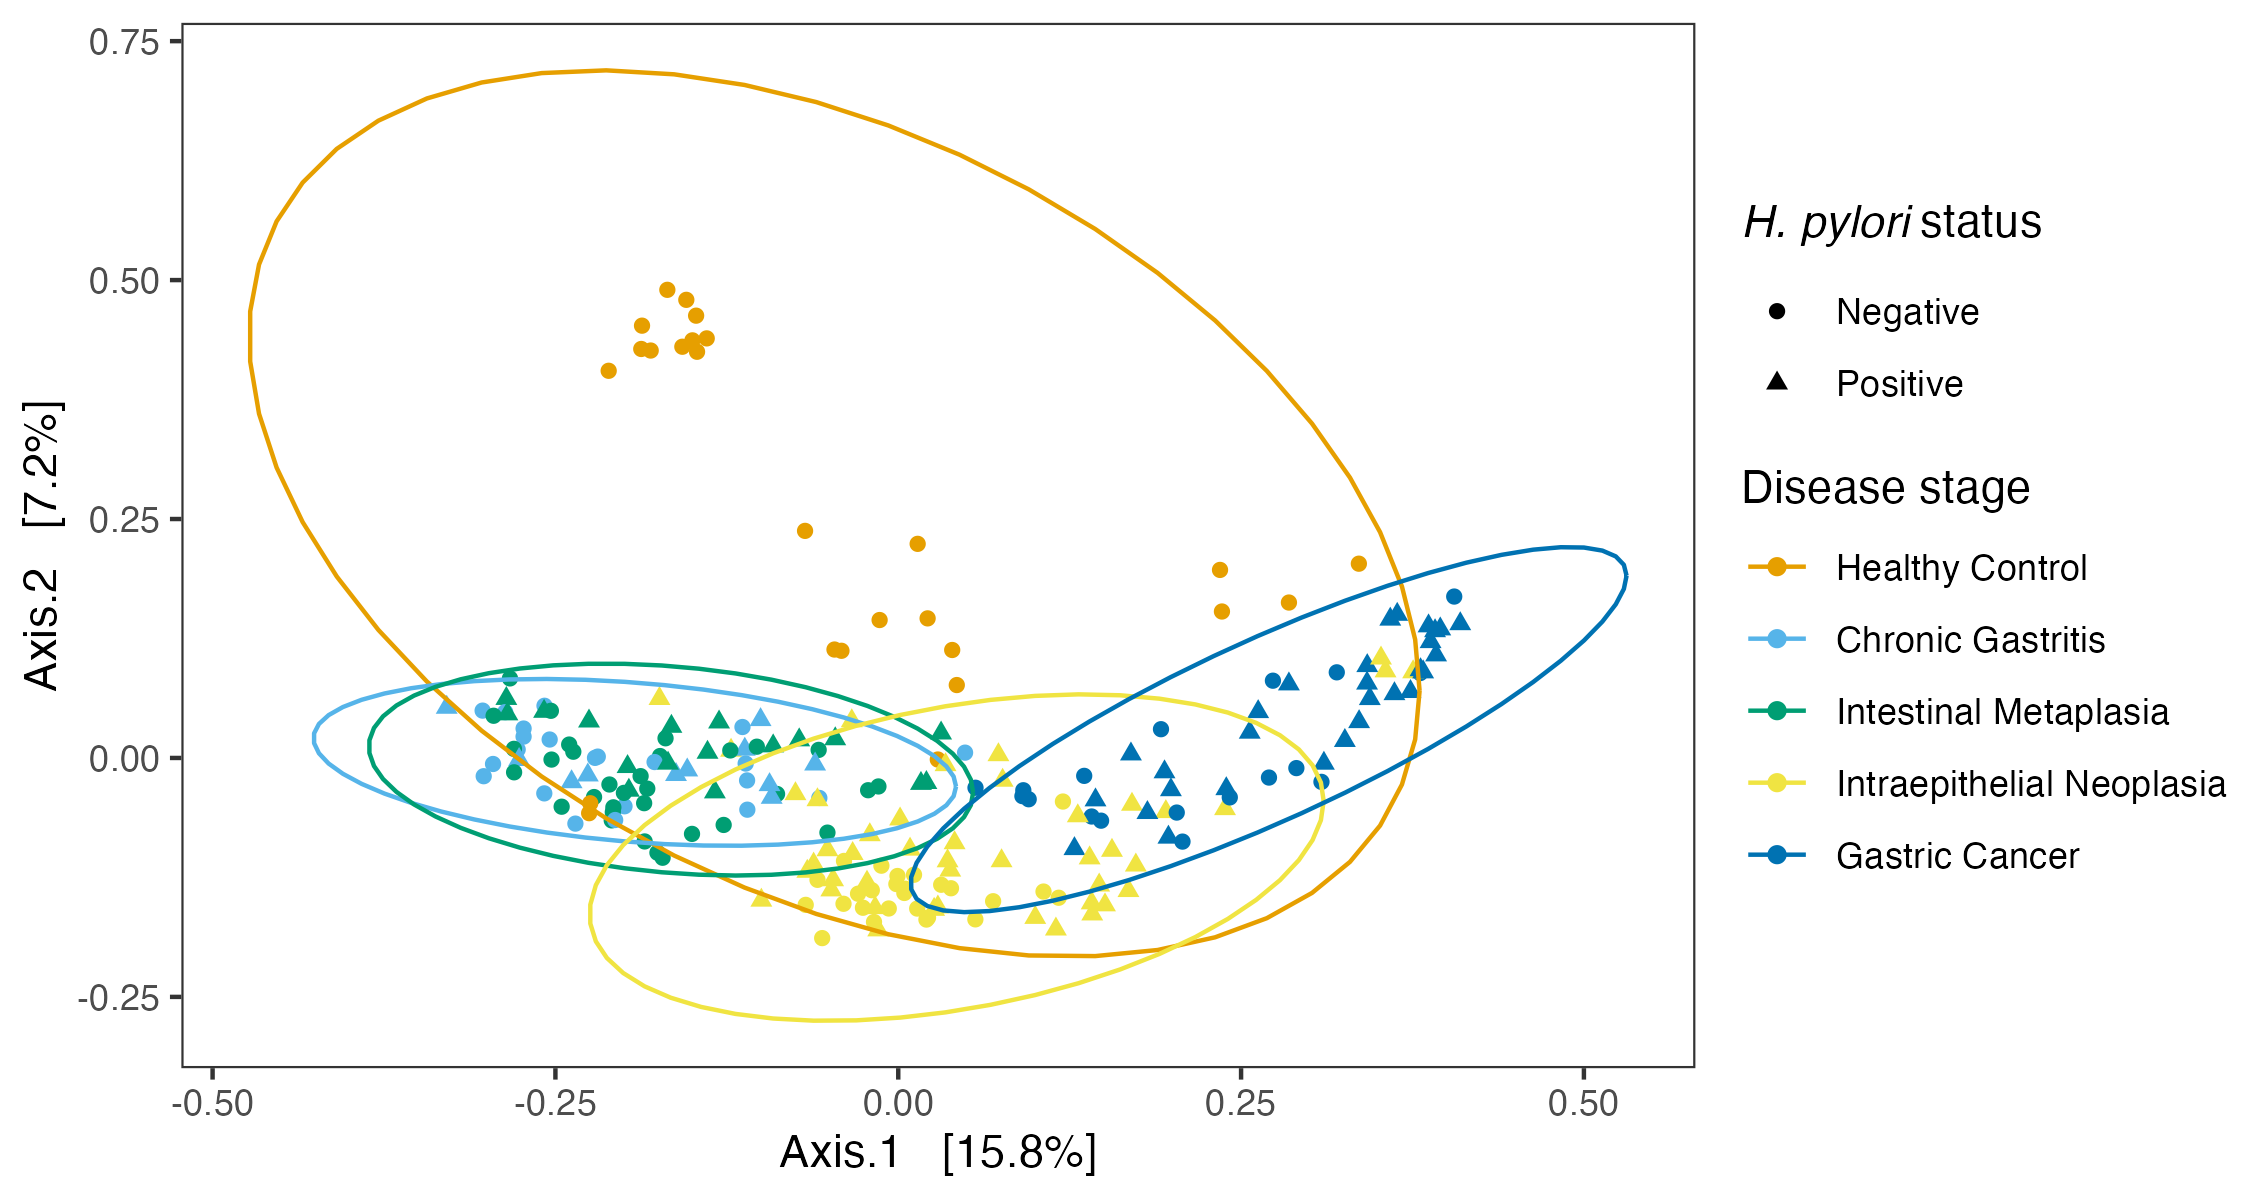 0.75
0.50
0.25
0.00
-0.25
Axis.2 [7.2%]
-0.50
-0.25
0.00
0.25
0.50
Axis.1 [15.8%]
H. pylori status
Negative
Positive
Disease stage
Healthy Control
Chronic Gastritis
Intestinal Metaplasia
Intraepithelial Neoplasia
Gastric Cancer